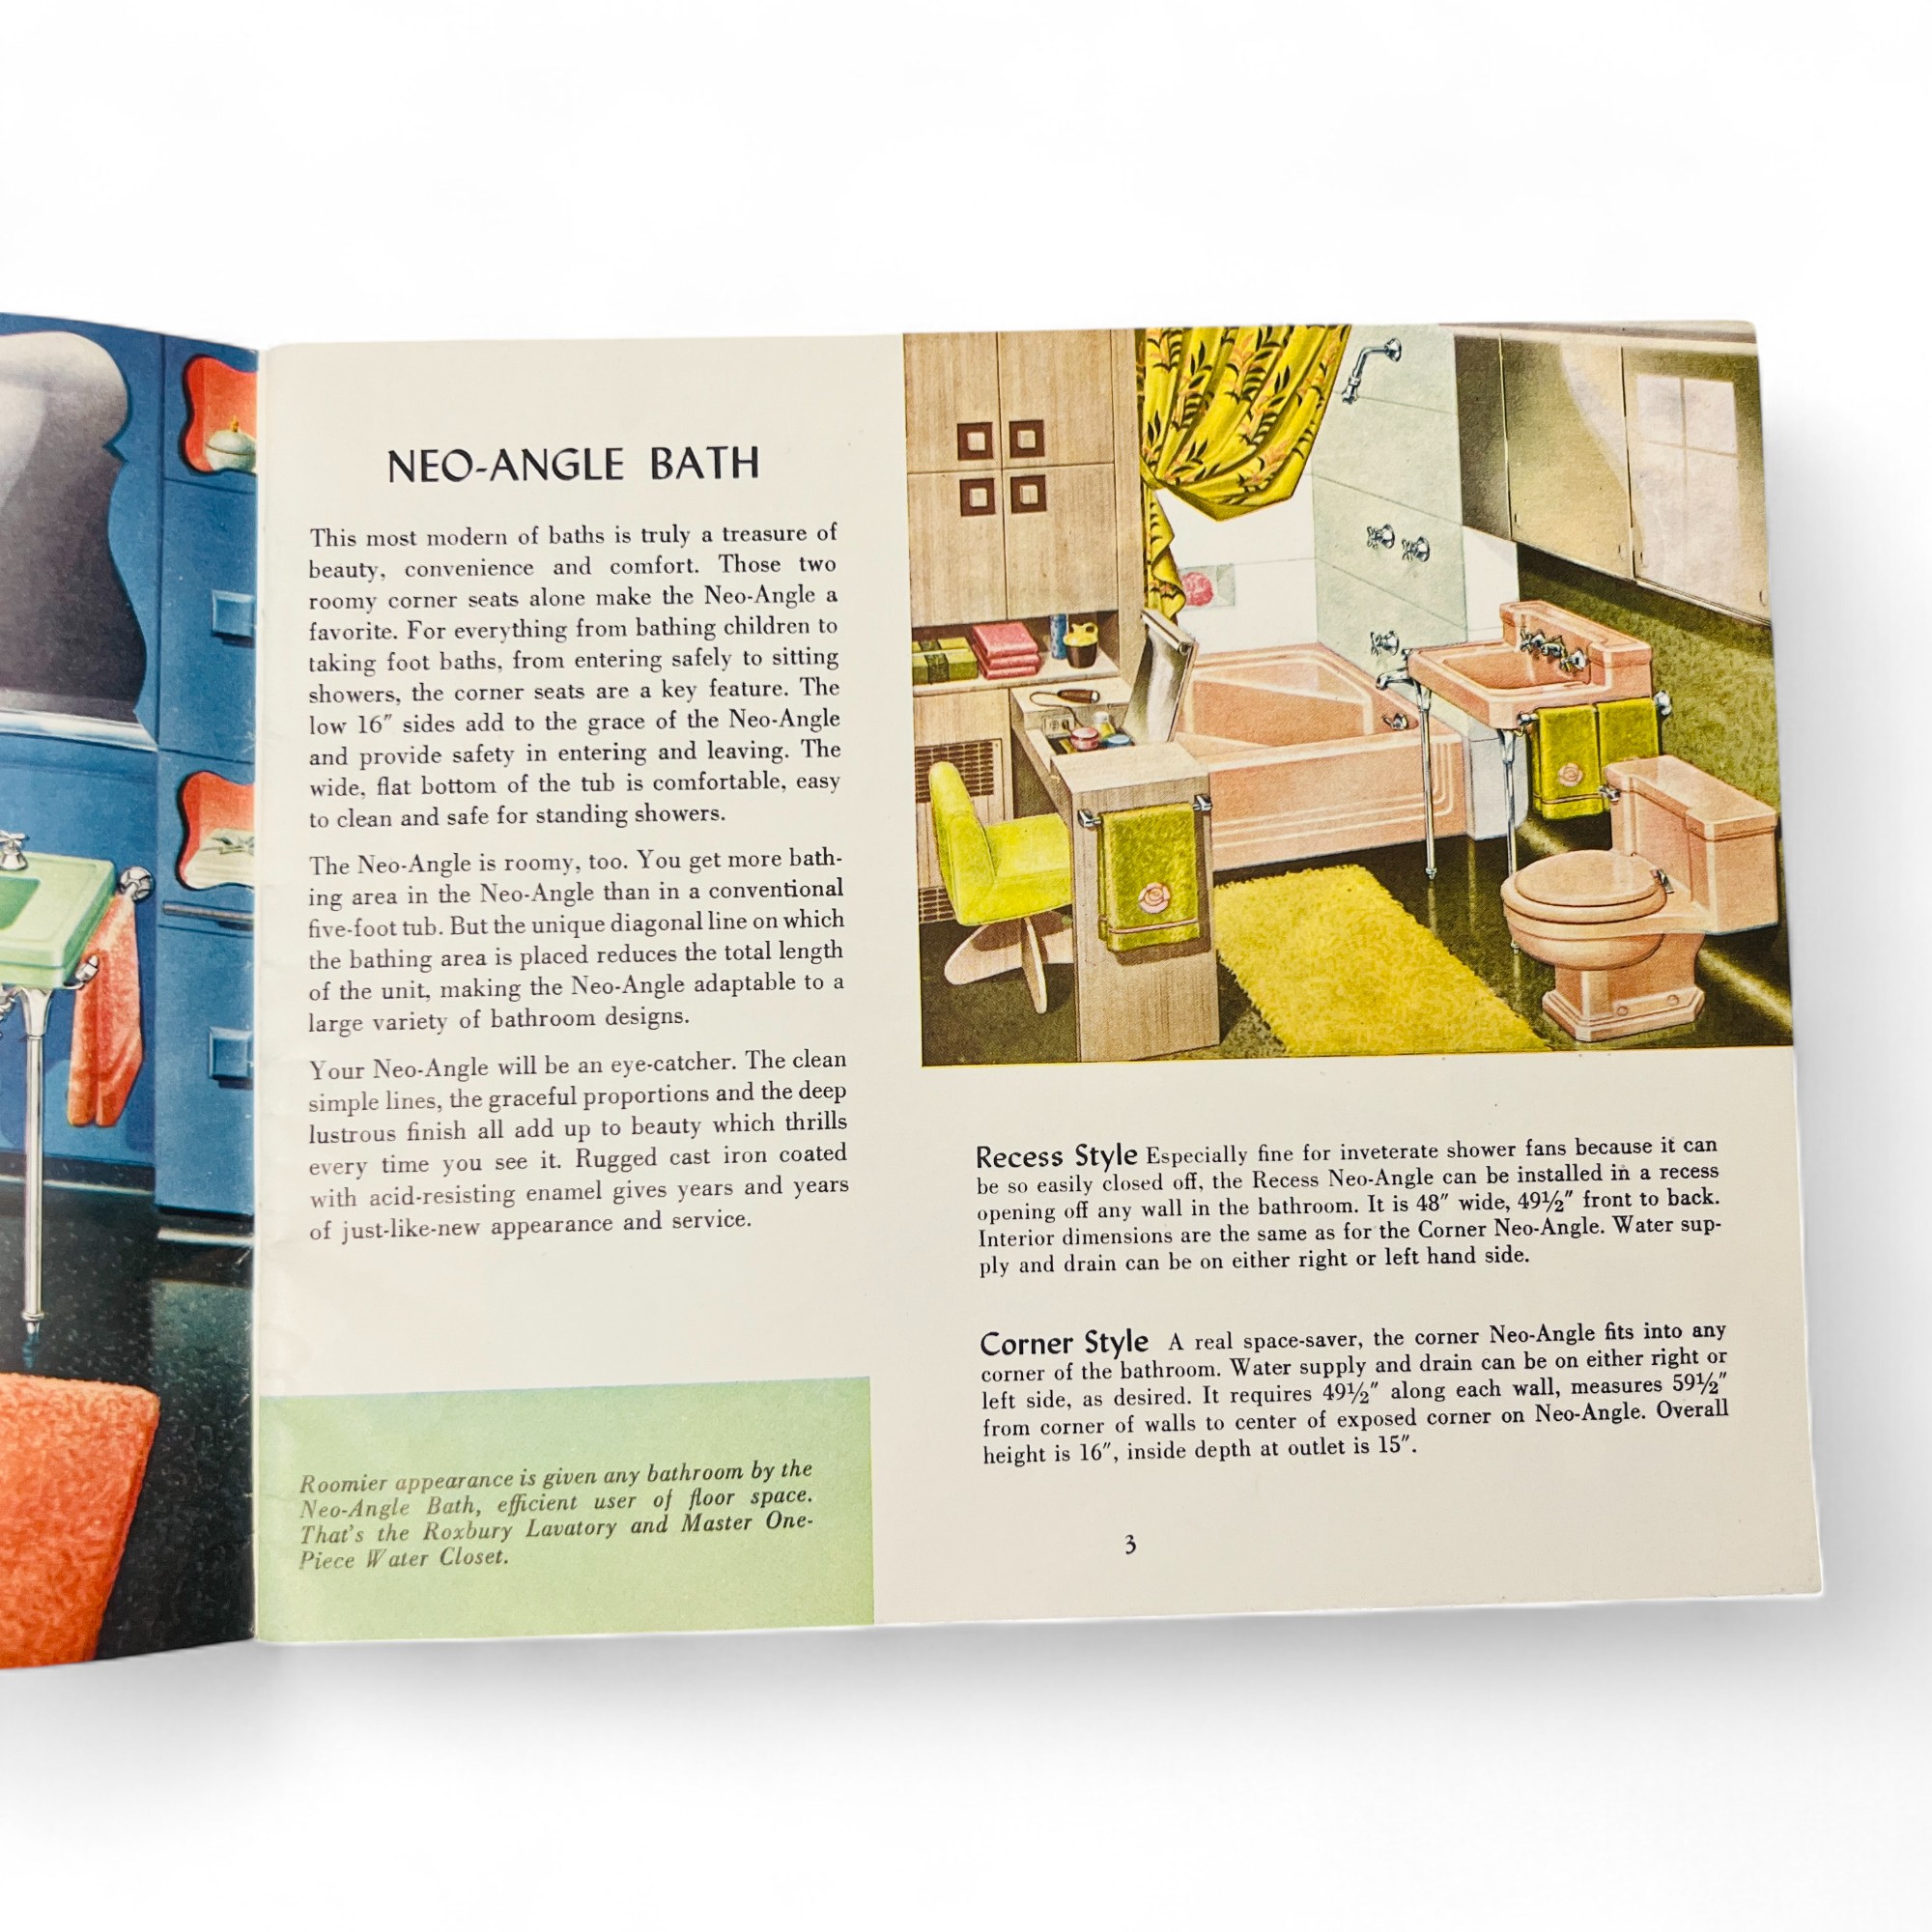 NEO-ANGLE BATH
This most modern of baths is truly a treasure of
beauty, convenience and comfort. Those two
roomy corner seats alone make the Neo-Angle a
favorite. For everything from bathing children to
taking foot baths, from entering safely to sitting
showers, the corner seats are a key feature. The
low 16″ sides add to the grace of the Neo-Angle
and provide safety in entering and leaving. The
wide, flat bottom of the tub is comfortable, easy
to clean and safe for standing showers.
The Neo-Angle is roomy, too. You get more bath-
ing area in the Neo-Angle than in a conventional
five-foot tub. But the unique diagonal line on which
the bathing area is placed reduces the total length
of the unit, making the Neo-Angle adaptable to a
large variety of bathroom designs.
Your Neo-Angle will be an eye-catcher. The clean
simple lines, the graceful proportions and the deep
lustrous finish all add up to beauty which thrills
every time you see it. Rugged cast iron coated
with acid-resisting enamel gives years and years
of just-like-new appearance and service.
Roomier appearance is given any bathroom by the
Neo-Angle Bath, efficient user of floor space.
That's the Roxbury Lavatory and Master One-
Piece Water Closet.
Recess Style Especially fine for inveterate shower fans because it can
be so easily closed off, the Recess Neo-Angle can be installed in a recess
opening off any wall in the bathroom. It is 48″ wide, 49½″ front to back.
Interior dimensions are the same as for the Corner Neo-Angle. Water sup-
ply and drain can be on either right or left hand side.
Corner Style A real space-saver, the corner Neo-Angle fits into any
corner of the bathroom. Water supply and drain can be on either right or
left side, as desired. It requires 49½″ along each wall, measures 59½″
from corner of walls to center of exposed corner on Neo-Angle. Overall
height is 16″, inside depth at outlet is 15″.
3